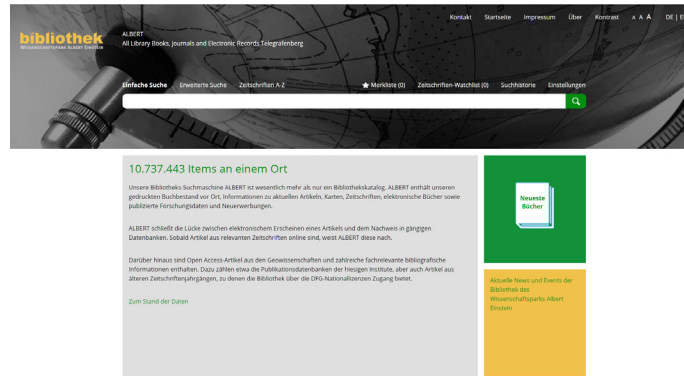 Kontakt Startseite Impressum Über Kontrast A A A DE |
bibliothek
WISSENSCHAFTSPARK ALBERT EINSTEIN
ALBERT
All Library Books, journals and Electronic Records Telegrafenberg
Einfache Suche Erweiterte Suche Zeitschriften A-Z Merkliste (0) Zeitschriften-Watchlist (0) Suchhistorie Einstellungen
10.737.443 Items an einem Ort
Unsere Bibliotheks-Suchmaschine ALBERT ist wesentlich mehr als nur ein Bibliothekskatalog. ALBERT enthält unseren
gedruckten Buchbestand vor Ort, Informationen zu aktuellen Artikeln, Karten, Zeitschriften, elektronische Bücher sowie
publizierte Forschungsdaten und Neuerwerbungen.
ALBERT schließt die Lücke zwischen elektronischem Erscheinen eines Artikels und dem Nachweis in gängigen
Datenbanken. Sobald Artikel aus relevanten Zeitschriften online sind, weist ALBERT diese nach.
Darüber hinaus sind Open Access-Artikel aus den Geowissenschaften und zahlreiche fachrelevante bibliografische
Informationen enthalten. Dazu zählen etwa die Publikationsdatenbanken der hiesigen Institute, aber auch Artikel aus
älteren Zeitschriftenjahrgängen, zu denen die Bibliothek über die DFG-Nationallizenzen Zugang bietet.
Zum Stand der Daten
Neueste
Bücher
Aktuelle News und Events der
Bibliothek des
Wissenschaftsparks Albert
Einstein